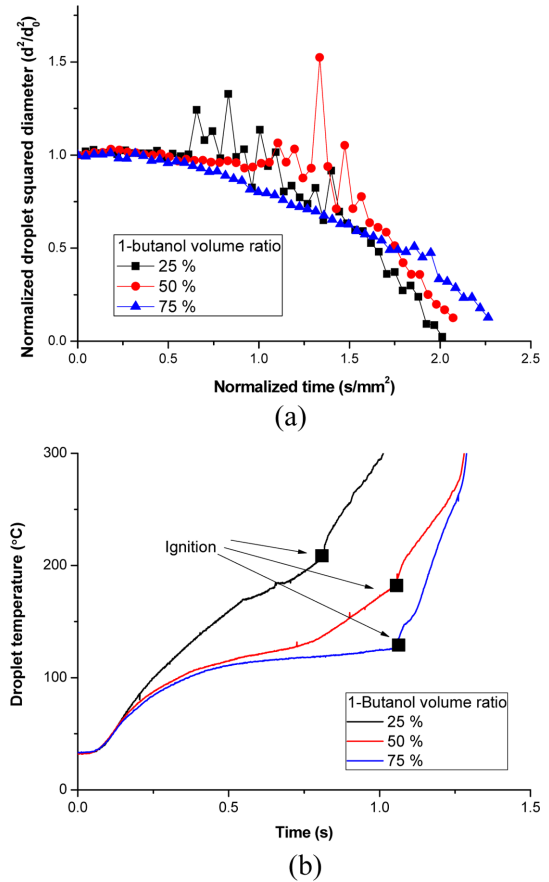 Normalized droplet squared diameter (d²/d₀²)
1.5
1.0
0.5
0.0
1-butanol volume ratio
25 %
50 %
75 %
0.0 0.5 1.0 1.5 2.0 2.5
Normalized time (s/mm²)
(a)
Droplet temperature (°C)
300
200
100
0
Ignition
1-Butanol volume ratio
25 %
50 %
75 %
0.0 0.5 1.0 1.5
Time (s)
(b)